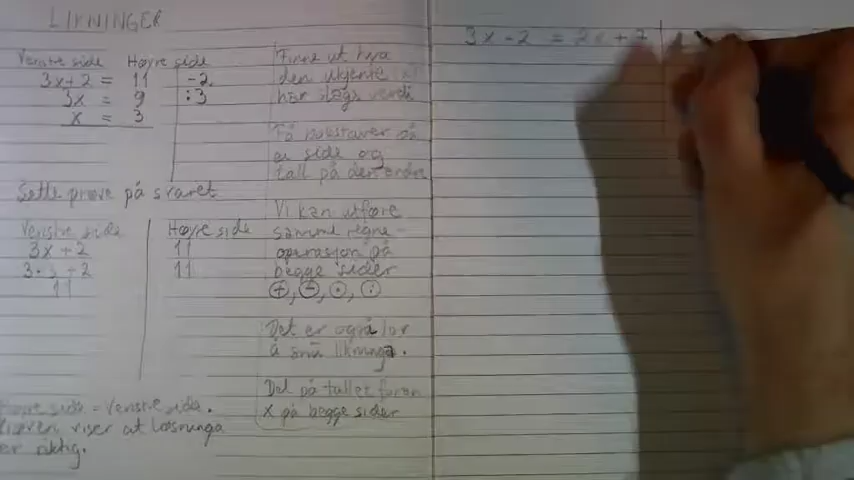 LIKNINGER
Venstre side Høyre side
3x+2 = 11 -2
3x = 9 :3
x = 3
Sette prøve på svaret
Venstre side Høyre side
3x + 2 11
3·3 + 2 11
11
Høyre side = Venstre side.
viser at løsninga
er riktig.
Finne ut hva
den ukjente (x)
har slags verdi
Få bokstaver på
ei side og
tall på den andre
Vi kan utføre
samme regne-
operasjon på
begge sider
+, -, ·, :
Det er også lov
å snu likninga.
Del på tallet foran
x på begge sider
3x - 2 = 2x + 7